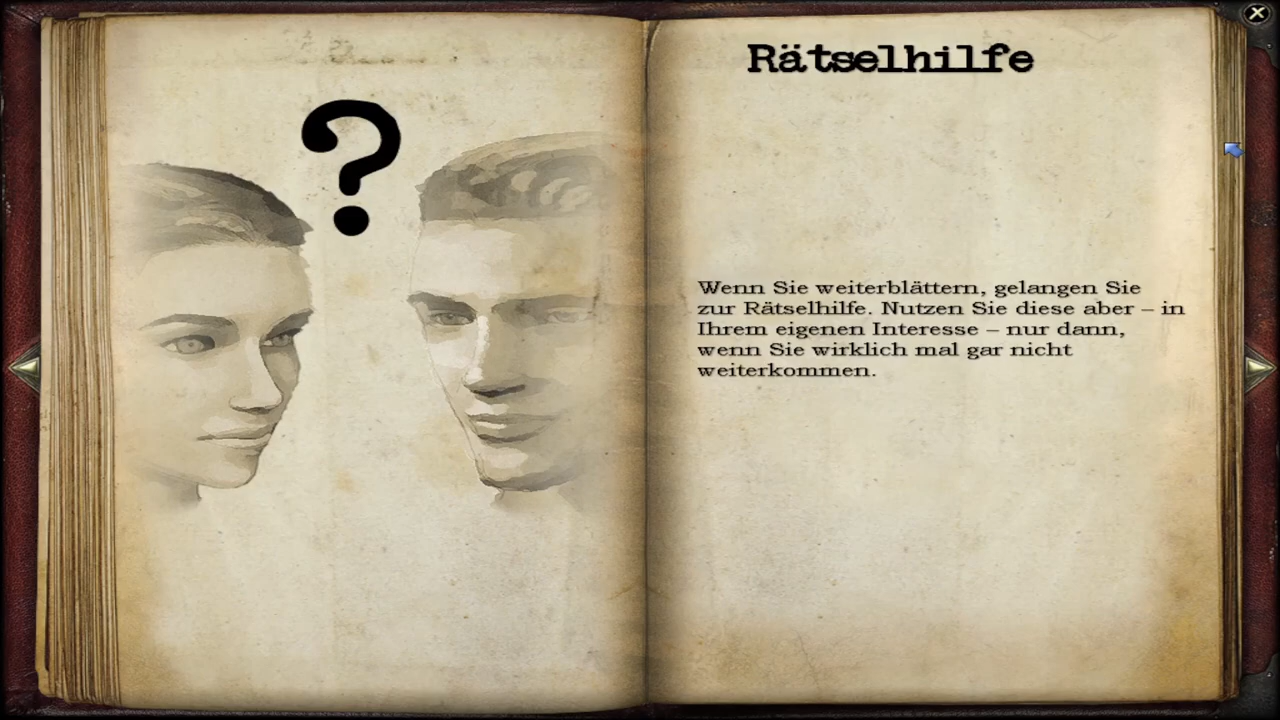 ?
Rätselhilfe
Wenn Sie weiterblättern, gelangen Sie
zur Rätselhilfe. Nutzen Sie diese aber – in
Ihrem eigenen Interesse – nur dann,
wenn Sie wirklich mal gar nicht
weiterkommen.